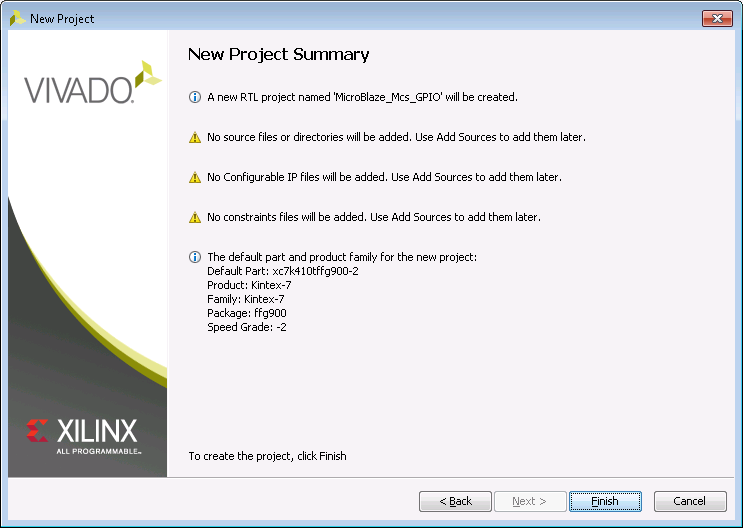 New Project
New Project Summary
VIVADO.
A new RTL project named 'MicroBlaze_Mcs_GPIO' will be created.
No source files or directories will be added. Use Add Sources to add them later.
No Configurable IP files will be added. Use Add Sources to add them later.
No constraints files will be added. Use Add Sources to add them later.
The default part and product family for the new project:
Default Part: xc7k410tffg900-2
Product: Kintex-7
Family: Kintex-7
Package: ffg900
Speed Grade: -2
XILINX
ALL PROGRAMMABLE™
To create the project, click Finish
< Back
Next >
Finish
Cancel